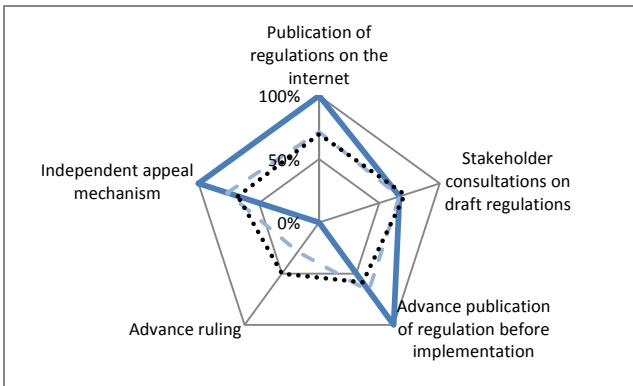 Publication of
regulations on the
internet
100%
50%
0%
Independent appeal
mechanism
Stakeholder
consultations on
draft regulations
Advance ruling
Advance publication
of regulation before
implementation